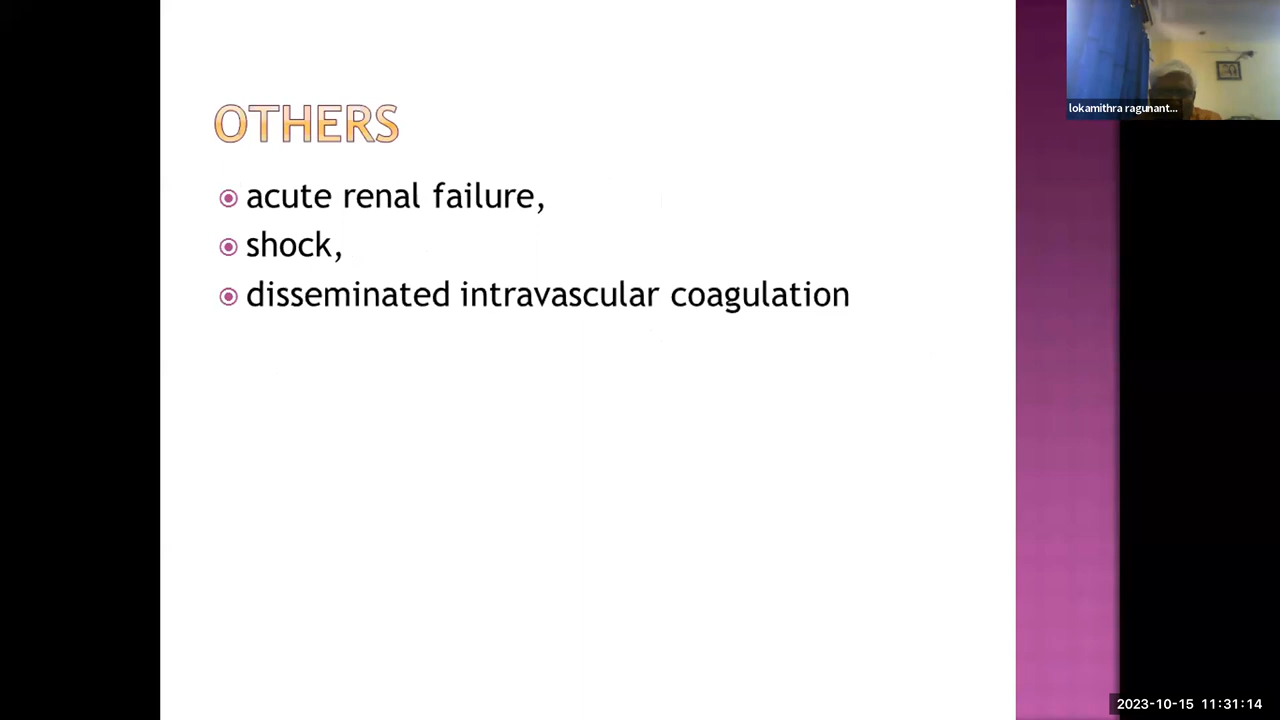 lokamithra ragunant...
OTHERS
acute renal failure,
shock,
disseminated intravascular coagulation
2023-10-15 11:31:14